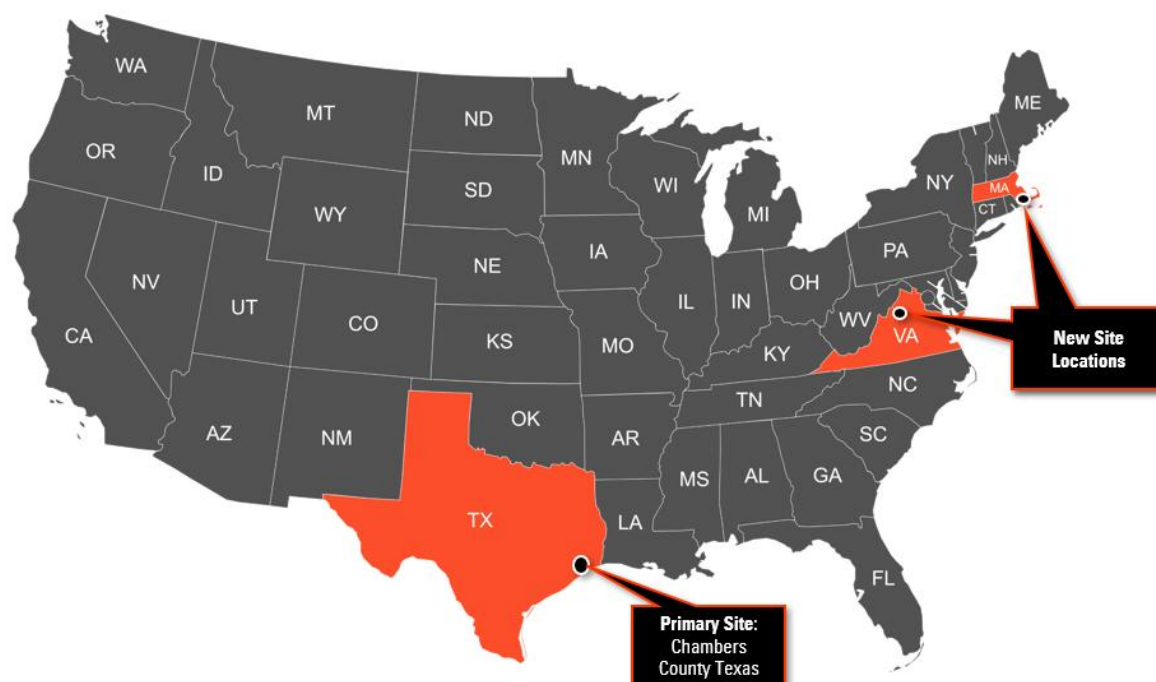 WA
MT
ND
MN
ME
OR
ID
SD
WI
NY
NH
MA
WY
MI
CT
IA
NE
PA
NV
UT
IL
IN
OH
CO
WV
VA
CA
KS
MO
KY
New Site
Locations
NC
TN
AZ
NM
OK
AR
SC
MS
AL
GA
TX
LA
FL
Primary Site:
Chambers
County Texas